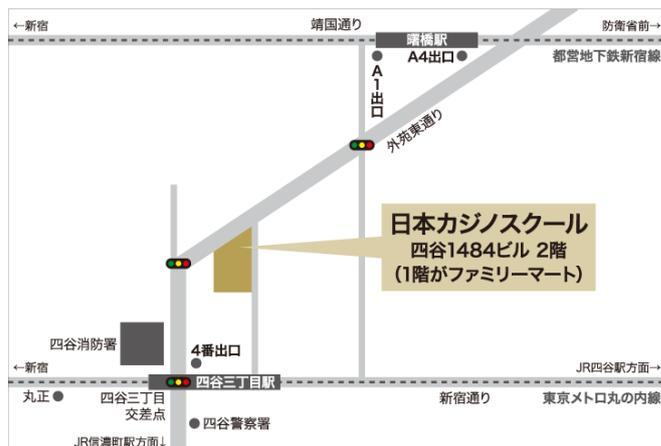 ←新宿
靖国通り
防衛省前→
曙橋駅
都営地下鉄新宿線
A4出口
A1出口
外苑東通り
日本カジノスクール
四谷1484ビル 2階
(1階がファミリーマート)
四谷消防署
4番出口
←新宿
JR四谷駅方面→
四谷三丁目駅
丸正
四谷三丁目
交差点
新宿通り
東京メトロ丸の内線
四谷警察署
JR信濃町駅方面↓